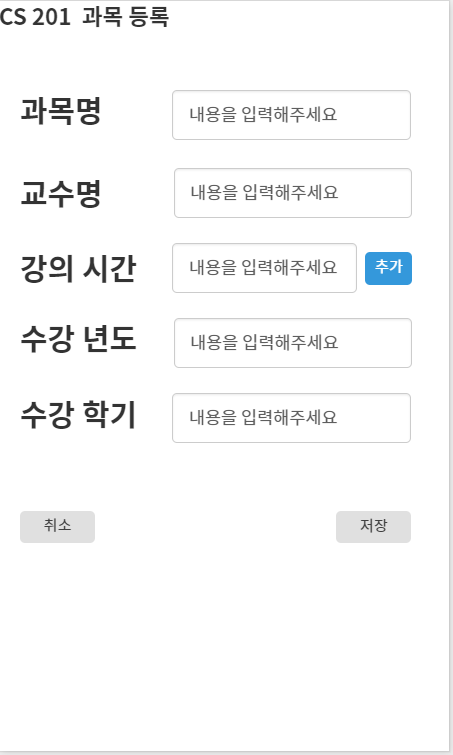 CS 201 과목 등록
과목명 내용을 입력해주세요
교수명 내용을 입력해주세요
강의 시간 내용을 입력해주세요 추가
수강 년도 내용을 입력해주세요
수강 학기 내용을 입력해주세요
취소 저장